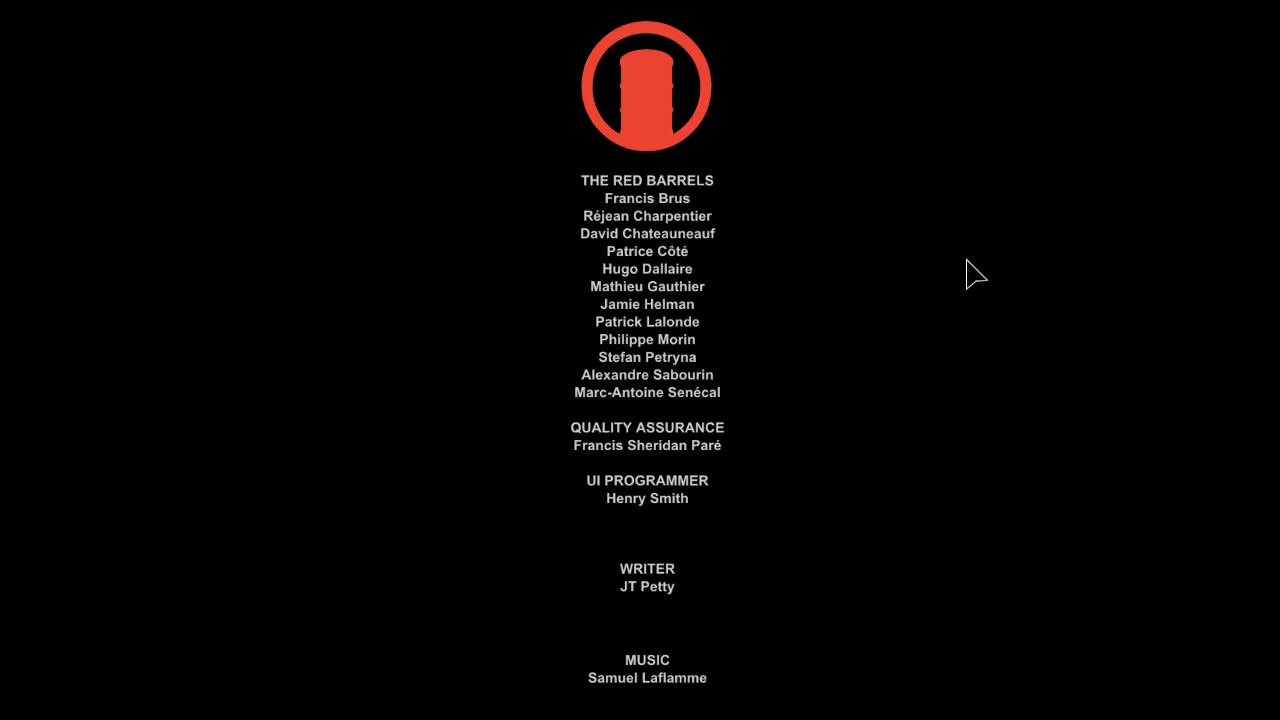 THE RED BARRELS
Francis Brus
Réjean Charpentier
David Chateauneuf
Patrice Côté
Hugo Dallaire
Mathieu Gauthier
Jamie Helman
Patrick Lalonde
Philippe Morin
Stefan Petryna
Alexandre Sabourin
Marc-Antoine Senécal
QUALITY ASSURANCE
Francis Sheridan Paré
UI PROGRAMMER
Henry Smith
WRITER
JT Petty
MUSIC
Samuel Laflamme